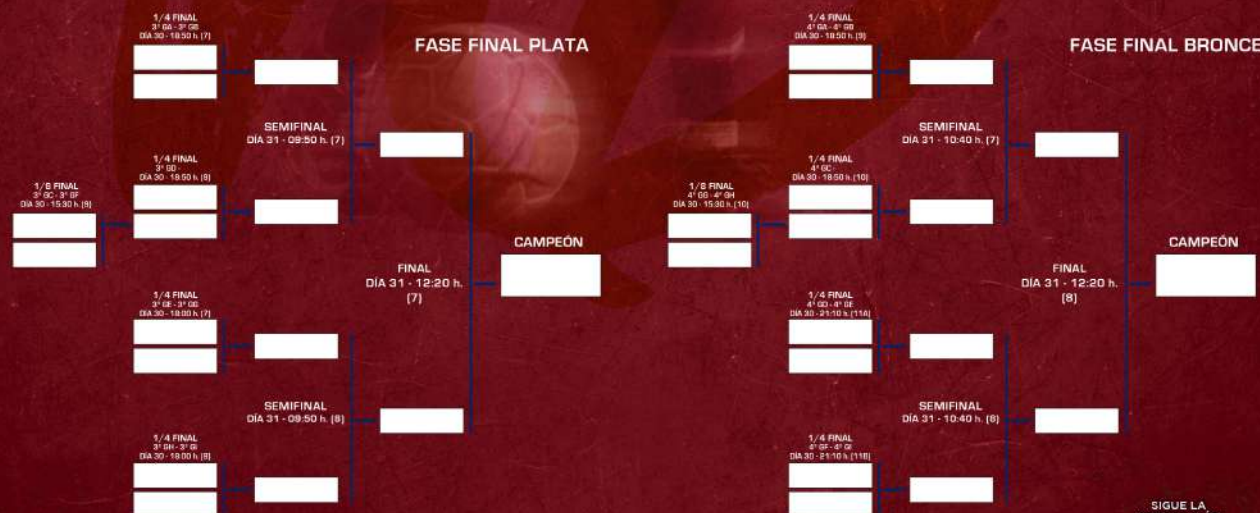 FASE FINAL PLATA
1/4 FINAL
3º GA - 3º GB
DÍA 30 - 18:50 h. (7)
SEMIFINAL
DÍA 31 - 09:50 h. (7)
1/4 FINAL
3º GD -
DÍA 30 - 18:50 h. (8)
1/8 FINAL
3º GC - 3º GF
DÍA 30 - 15:30 h. (9)
CAMPEÓN
FINAL
DÍA 31 - 12:20 h.
(7)
1/4 FINAL
3º GE - 3º GG
DÍA 30 - 18:00 h. (7)
SEMIFINAL
DÍA 31 - 09:50 h. (8)
1/4 FINAL
3º GH - 3º GI
DÍA 30 - 18:00 h. (8)
FASE FINAL BRONCE
1/4 FINAL
4º GA - 4º GB
DÍA 30 - 18:50 h. (9)
SEMIFINAL
DÍA 31 - 10:40 h. (7)
1/4 FINAL
4º GC -
DÍA 30 - 18:50 h. (10)
1/8 FINAL
4º GG - 4º GH
DÍA 30 - 15:30 h. (10)
CAMPEÓN
FINAL
DÍA 31 - 12:20 h.
(8)
1/4 FINAL
4º GD - 4º GE
DÍA 30 - 21:10 h. (11A)
SEMIFINAL
DÍA 31 - 10:40 h. (8)
1/4 FINAL
4º GF - 4º GI
DÍA 30 - 21:10 h. (11B)
SIGUE LA